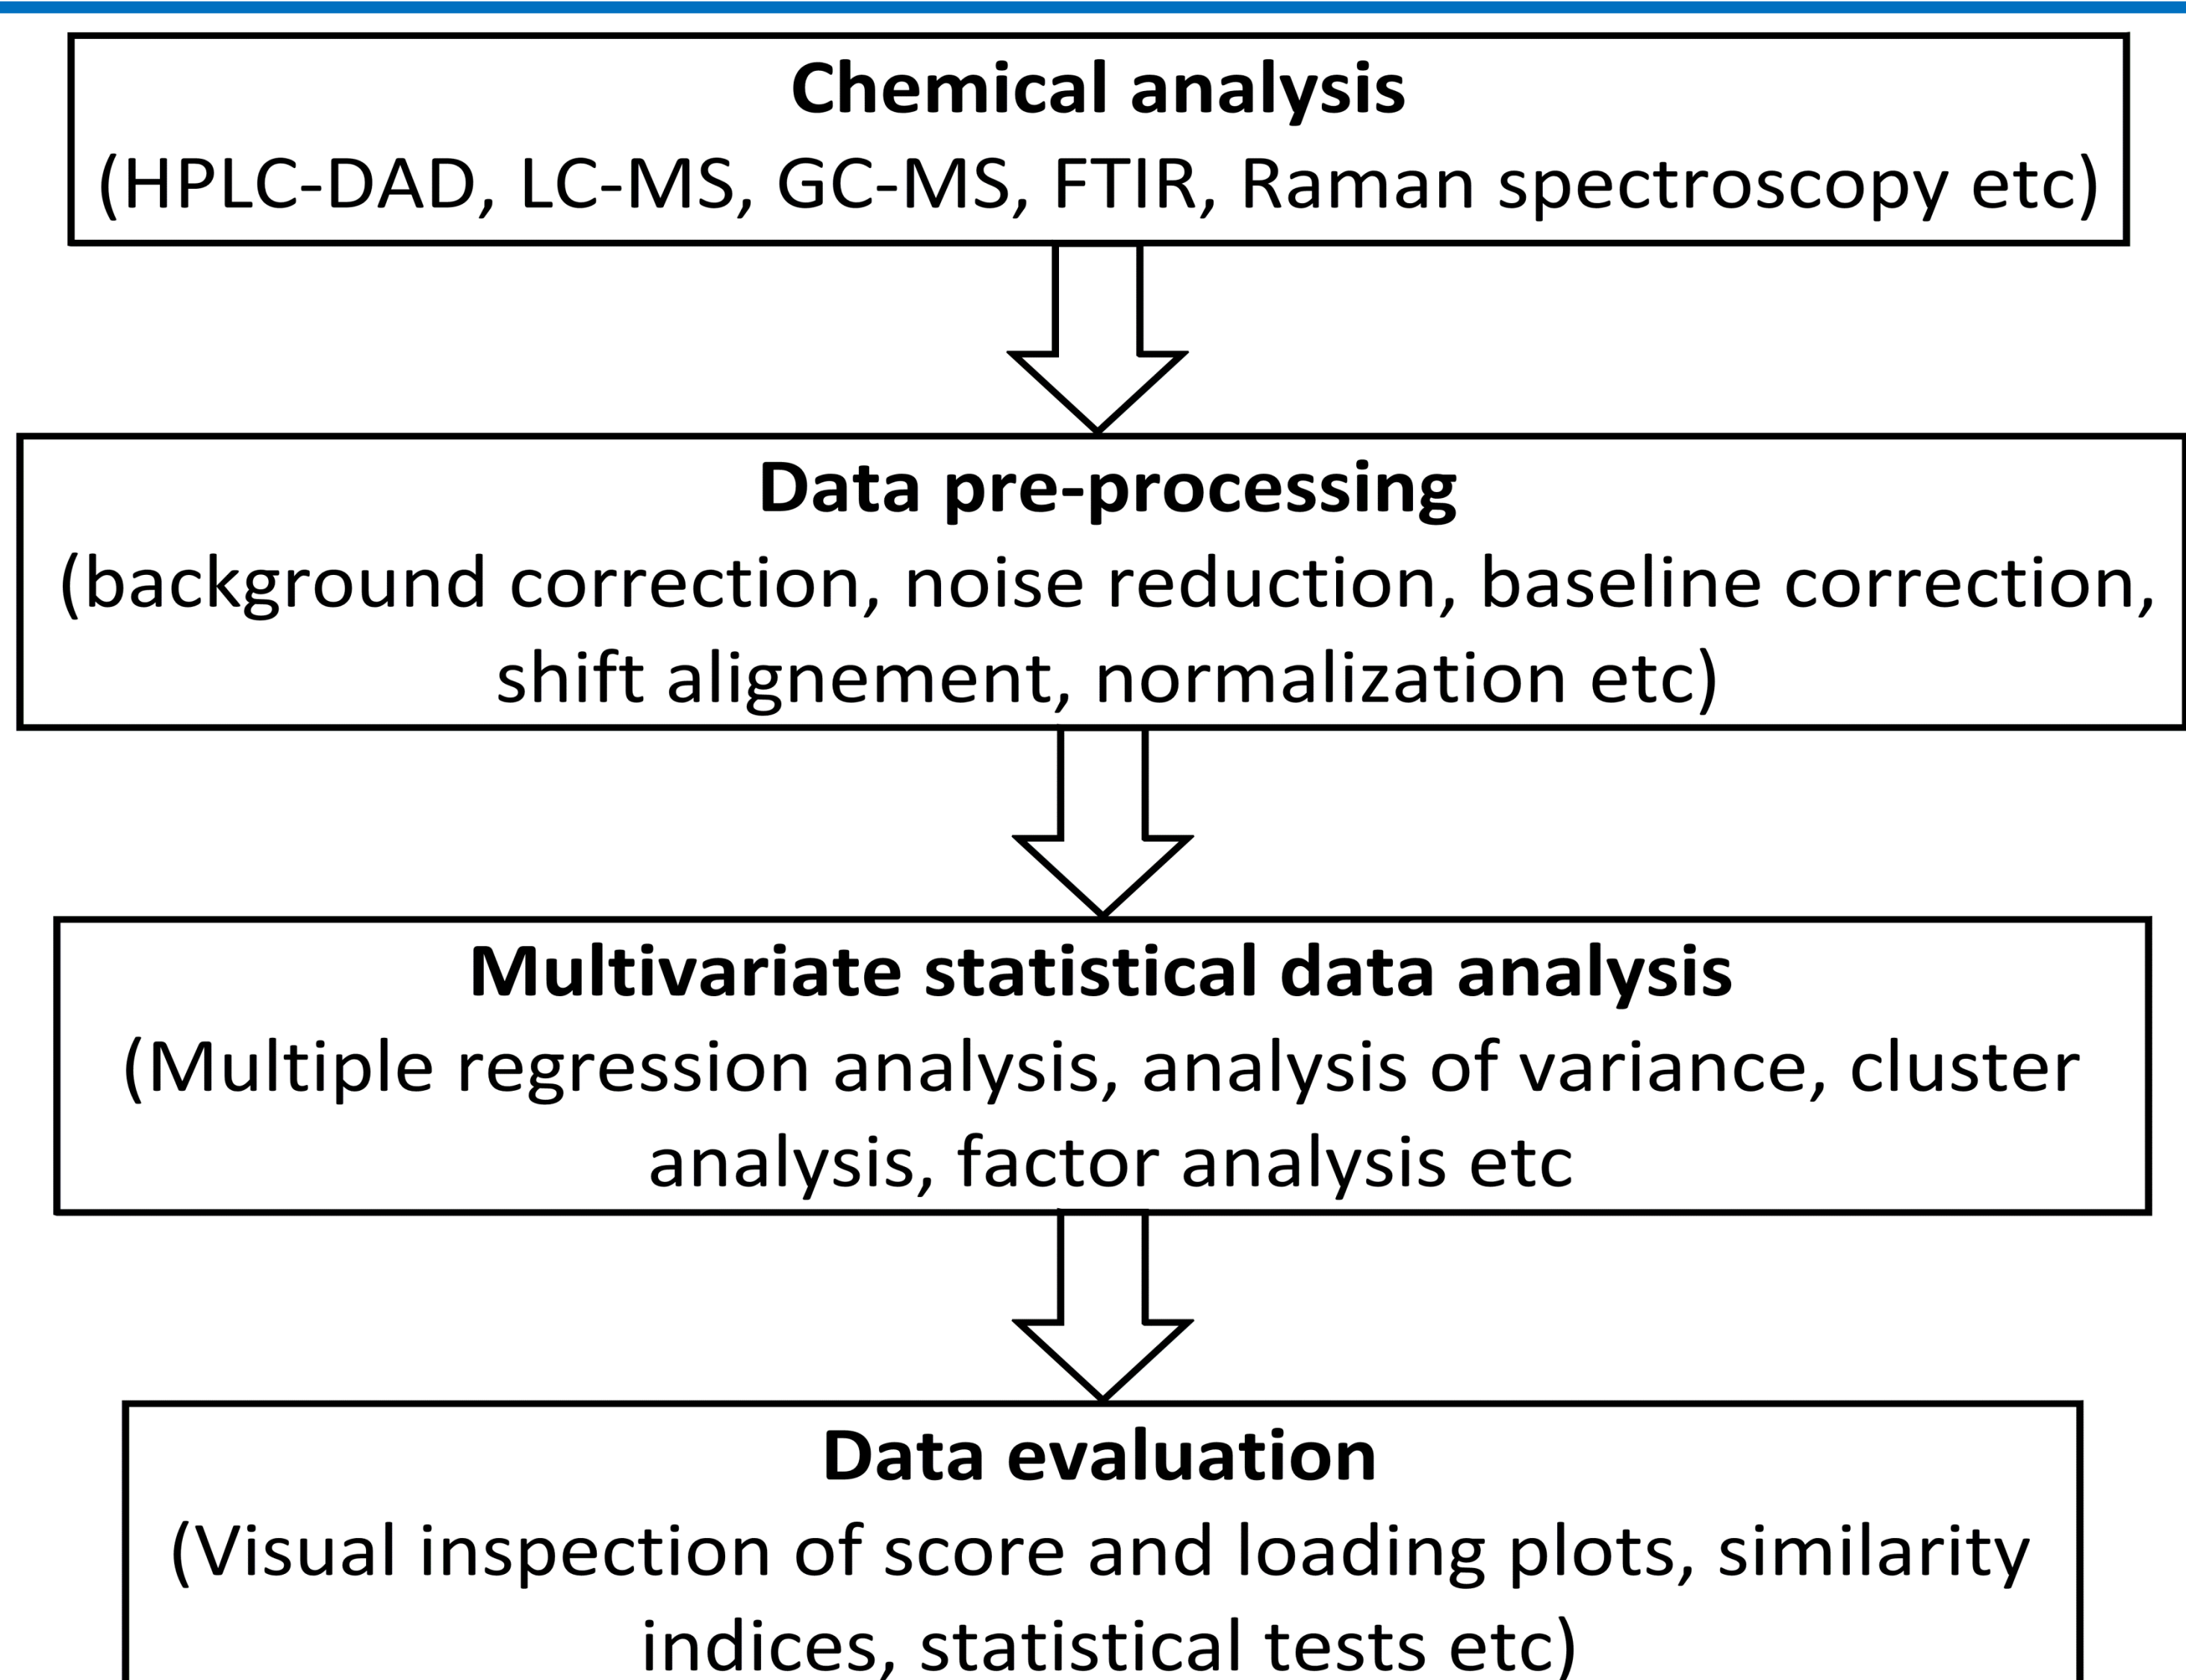 Chemical analysis
(HPLC-DAD, LC-MS, GC-MS, FTIR, Raman spectroscopy etc)
Data pre-processing
(background correction, noise reduction, baseline correction,
shift alignement, normalization etc)
Multivariate statistical data analysis
(Multiple regression analysis, analysis of variance, cluster
analysis, factor analysis etc
Data evaluation
(Visual inspection of score and loading plots, similarity
indices, statistical tests etc)